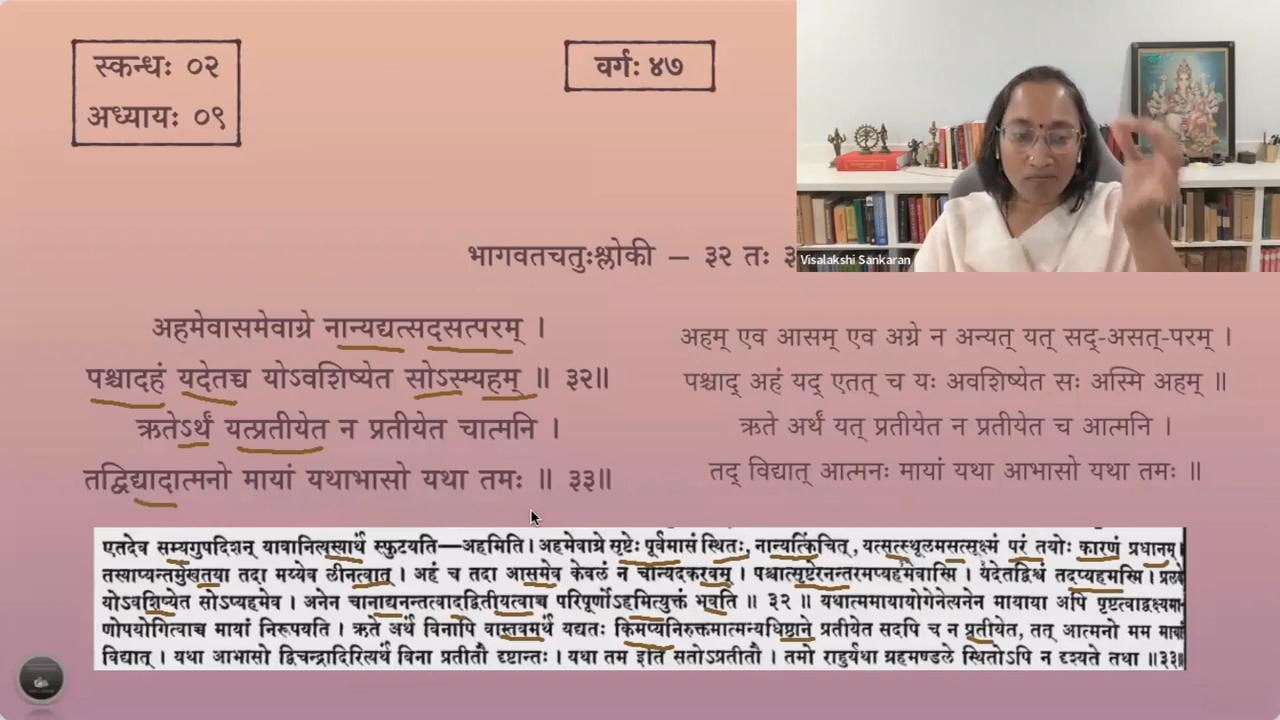 स्कन्धः ०२
अध्यायः ०९
वर्गः ४७
Visalakshi Sankaran
भागवतचतुःश्लोकी – ३२ तः
अहमेवासमेवाग्रे नान्यद्यत्सदसत्परम् ।
पश्चादहं यदेतच्च योऽवशिष्येत सोऽस्म्यहम् ॥ ३२॥
ऋतेऽर्थं यत्प्रतीयेत न प्रतीयेत चात्मनि ।
तद्विद्यादात्मनो मायां यथाभासो यथा तमः ॥ ३३॥
अहम् एव आसम् एव अग्रे न अन्यत् यत् सद्-असत्-परम् ।
पश्चाद् अहं यद् एतत् च यः अवशिष्येत सः अस्मि अहम् ॥
ऋते अर्थं यत् प्रतीयेत न प्रतीयेत च आत्मनि ।
तद् विद्यात् आत्मनः मायां यथा आभासो यथा तमः ॥
एतदेव सम्यगुपदिशन् यावानित्यस्यार्थं स्फुटयति—अहमिति । अहमेवाग्रे सृष्टेः पूर्वमासं स्थितः, नान्यत्किंचित्, यत्सत्स्थूलमसत्सूक्ष्मं परं तयोः कारणं प्रधानम् ।
तस्याप्यन्तर्मुखतया तदा मय्येव लीनत्वात् । अहं च तदा आसमेव केवलं न चान्यदकरवम् । पश्चात्सृष्टेरनन्तरमप्यहमेवास्मि । यदेतद्विश्वं तदप्यहमस्मि । प्रलये
योऽवशिष्येत सोऽप्यहमेव । अनेन चानाद्यनन्तत्वादद्वितीयत्वाच्च परिपूर्णोऽहमित्युक्तं भवति ॥ ३२ ॥ यथात्ममायायोगेनेत्यनेन मायाया अपि पृष्टत्वाद्वक्ष्यमा-
णोपयोगित्वाच्च मायां निरूपयति । ऋते अर्थं विनापि वास्तवमर्थं यद्यतः किमप्यनिरुक्तमात्मन्यधिष्ठाने प्रतीयेत सदपि च न प्रतीयेत, तत् आत्मनो मम मायां
विद्यात् । यथा आभासो द्विचन्द्रादिरित्यर्थं विना प्रतीतौ दृष्टान्तः । यथा तम इति सतोऽप्रतीतौ । तमो राहुर्यथा ग्रहमण्डले स्थितोऽपि न दृश्यते तथा ॥३३॥